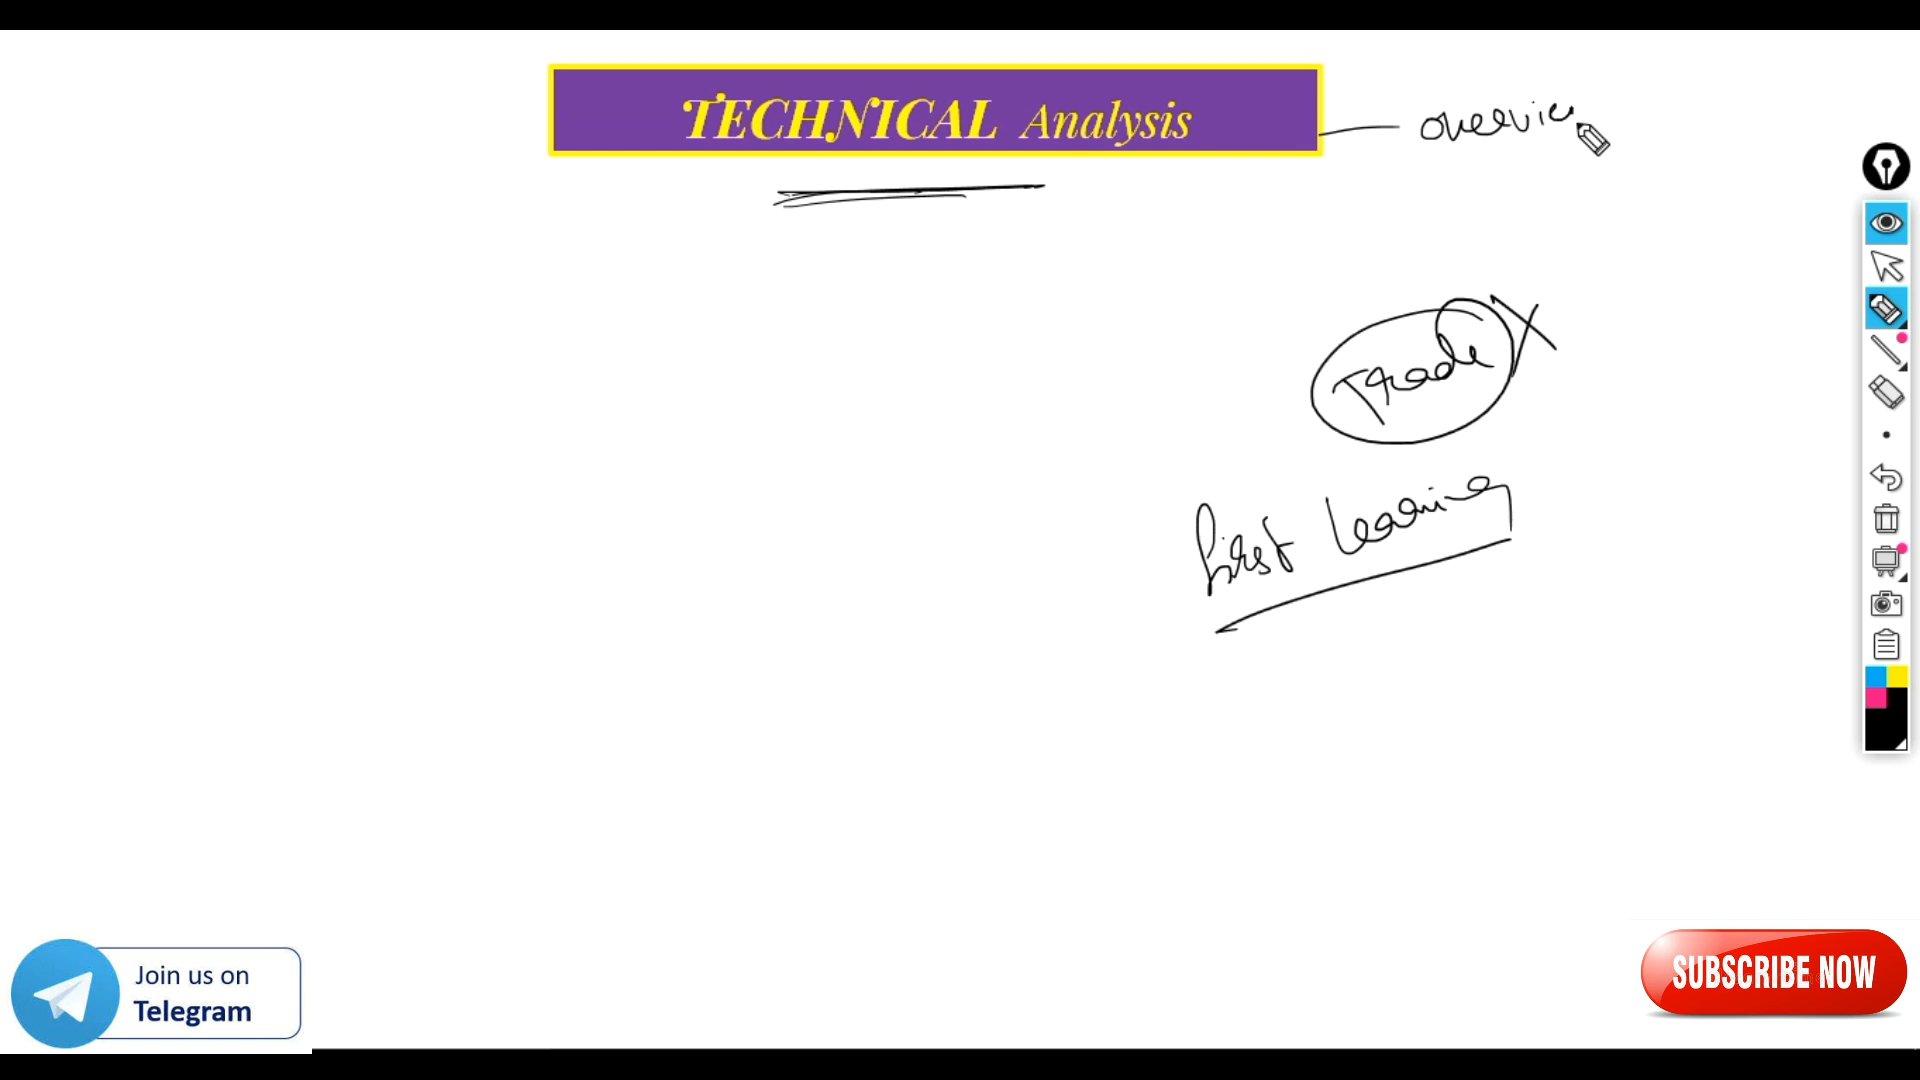 TECHNICAL Analysis
overvie
Trade
first learning
Join us on
Telegram
SUBSCRIBE NOW